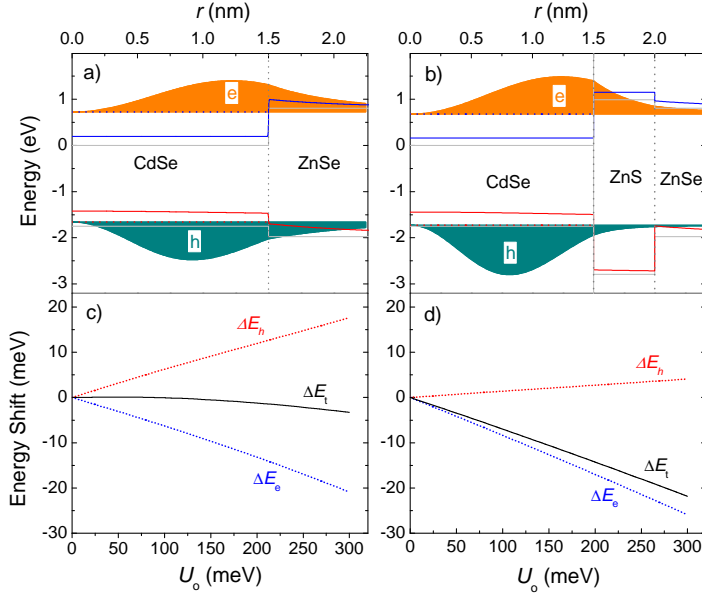 r (nm) r (nm)
0.0 0.5 1.0 1.5 2.0 0.0 0.5 1.0 1.5 2.0
a) b)
e e
1 0 -1 -2 -3
Energy (eV)
CdSe ZnSe
CdSe ZnS ZnSe
h h
c) d)
20 10 0 -10 -20 -30
Energy Shift (meV)
ΔE_h ΔE_h
ΔE_t ΔE_t
ΔE_e ΔE_e
0 50 100 150 200 250 300 0 50 100 150 200 250 300
U_o (meV) U_o (meV)